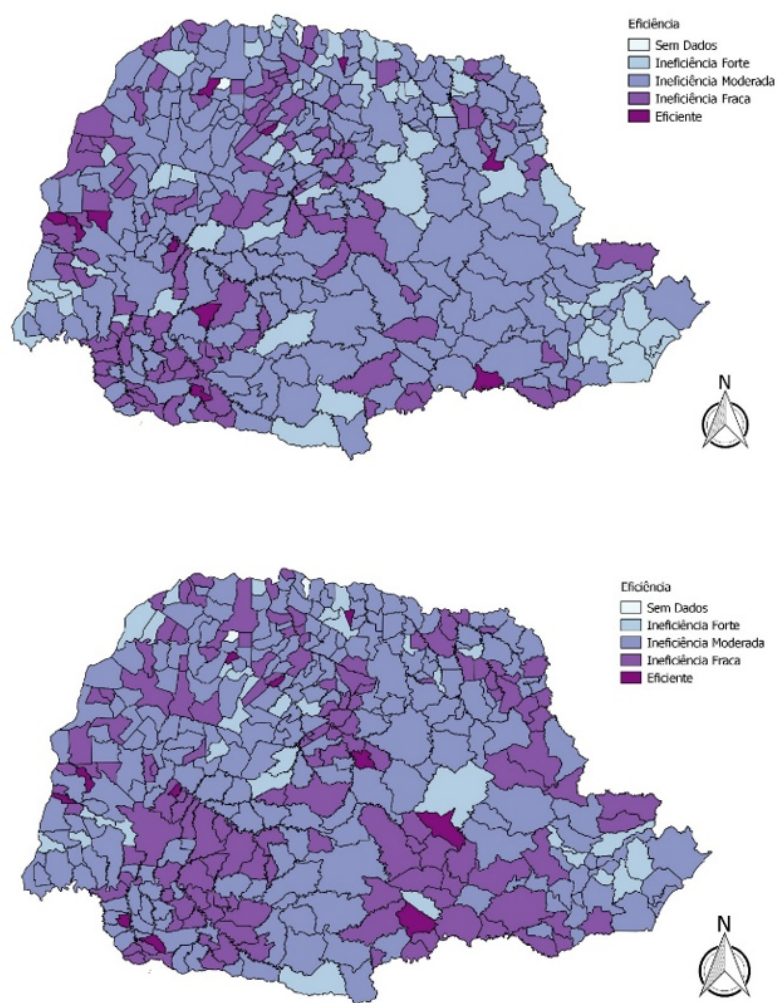 Eficiência
Sem Dados
Ineficiência Forte
Ineficiência Moderada
Ineficiência Fraca
Eficiente
N
Eficiência
Sem Dados
Ineficiência Forte
Ineficiência Moderada
Ineficiência Fraca
Eficiente
N